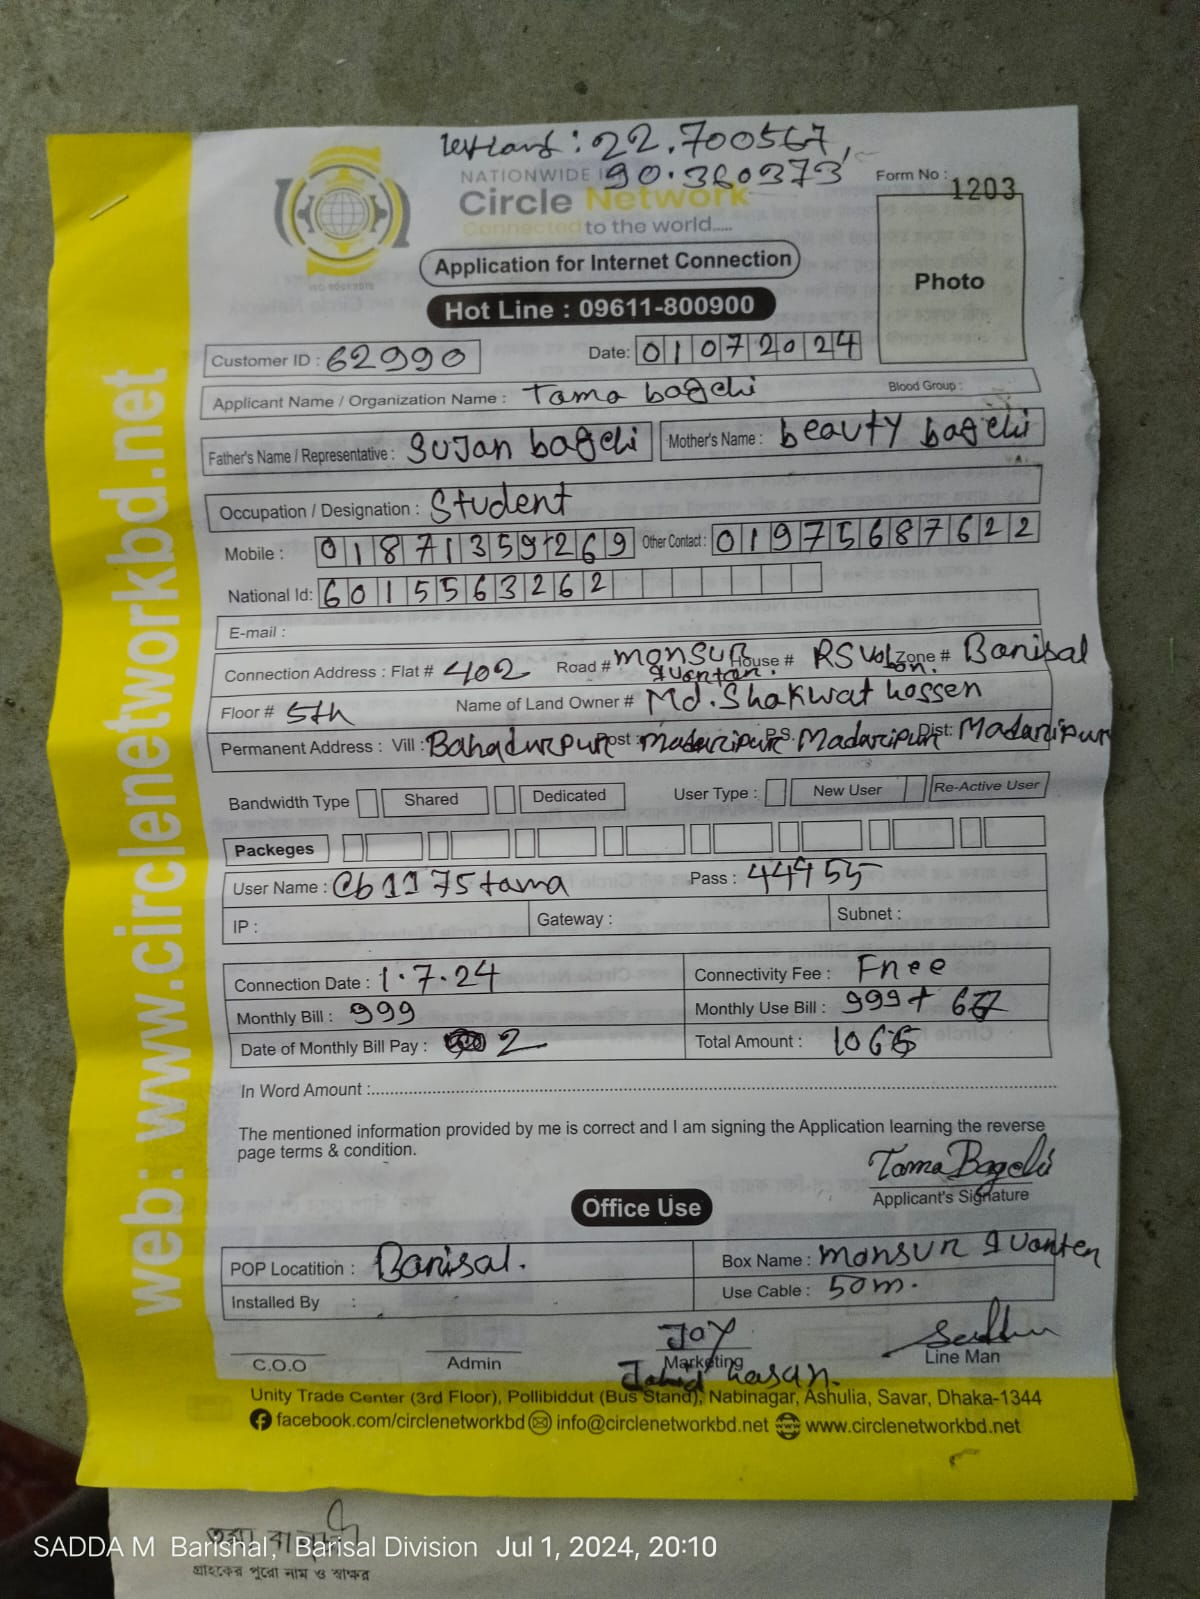 22.700567,
NATIONWIDE 90.360373 Form No : 1203
Circle Network
Connected to the world.....
ISO 9001:2015
Application for Internet Connection
Photo
Hot Line : 09611-800900
Customer ID : 62990 Date: 01072024
Applicant Name / Organization Name : Tama bagchi Blood Group :
Father's Name / Representative : Sujan bagchi Mother's Name : beauty bagchi
Occupation / Designation : Student
Mobile : 01871359269 Other Contact : 01975687622
National Id: 6015563262
E-mail :
Connection Address : Flat # 402 Road # monsur House # Zone # Barisal
Floor # 5th Name of Land Owner # Md. Shakwat hossen
Permanent Address : Vill : Bahadurpur Post : Madaripur P.S. Madaripur Dist: Madaripur
Bandwidth Type Shared Dedicated User Type : New User Re-Active User
Packeges
User Name : cb1175tama Pass : 444955
IP : Gateway : Subnet :
Connection Date : 1.7.24 Connectivity Fee : Free
Monthly Bill : 999 Monthly Use Bill : 999+
Date of Monthly Bill Pay : 2 Total Amount :
In Word Amount :
The mentioned information provided by me is correct and I am signing the Application learning the reverse
page terms & condition.
Tama Bagchi
Applicant's Signature
Office Use
POP Locatition : Barisal. Box Name : monsur
Installed By : Use Cable : 50m.
Joy
C.O.O Admin Marketing Line Man
Jahid hasan.
Unity Trade Center (3rd Floor), Pollibiddut (Bus Stand), Nabinagar, Ashulia, Savar, Dhaka-1344
facebook.com/circlenetworkbd info@circlenetworkbd.net www.circlenetworkbd.net
web: www.circlenetworkbd.net
গ্রাহকের পুরো নাম ও স্বাক্ষর
SADDA M Barishal, Barisal Division Jul 1, 2024, 20:10